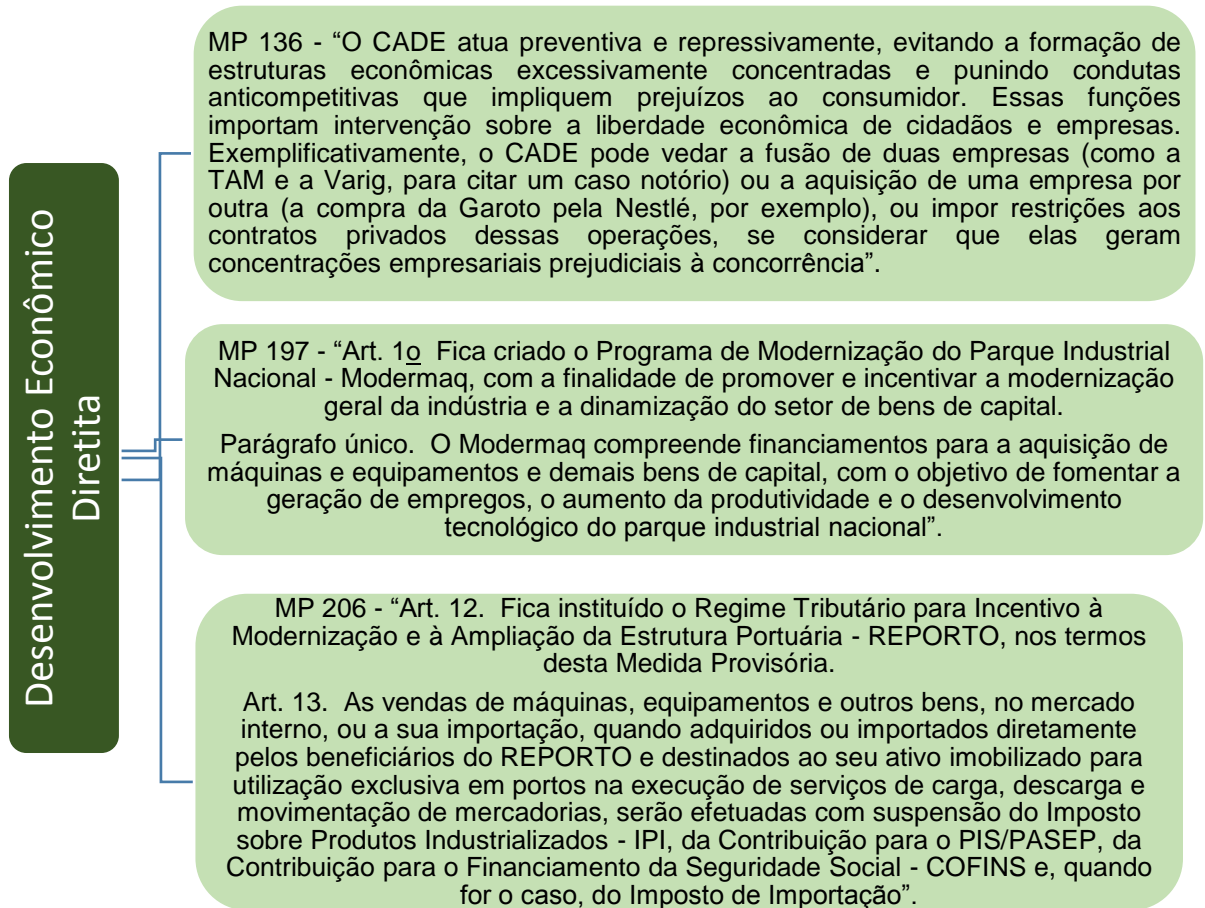 Desenvolvimento Econômico
Diretita
MP 136 - “O CADE atua preventiva e repressivamente, evitando a formação de
estruturas econômicas excessivamente concentradas e punindo condutas
anticompetitivas que impliquem prejuízos ao consumidor. Essas funções
importam intervenção sobre a liberdade econômica de cidadãos e empresas.
Exemplificativamente, o CADE pode vedar a fusão de duas empresas (como a
TAM e a Varig, para citar um caso notório) ou a aquisição de uma empresa por
outra (a compra da Garoto pela Nestlé, por exemplo), ou impor restrições aos
contratos privados dessas operações, se considerar que elas geram
concentrações empresariais prejudiciais à concorrência”.
MP 197 - “Art. 1o Fica criado o Programa de Modernização do Parque Industrial
Nacional - Modermaq, com a finalidade de promover e incentivar a modernização
geral da indústria e a dinamização do setor de bens de capital.
Parágrafo único. O Modermaq compreende financiamentos para a aquisição de
máquinas e equipamentos e demais bens de capital, com o objetivo de fomentar a
geração de empregos, o aumento da produtividade e o desenvolvimento
tecnológico do parque industrial nacional”.
MP 206 - “Art. 12. Fica instituído o Regime Tributário para Incentivo à
Modernização e à Ampliação da Estrutura Portuária - REPORTO, nos termos
desta Medida Provisória.
Art. 13. As vendas de máquinas, equipamentos e outros bens, no mercado
interno, ou a sua importação, quando adquiridos ou importados diretamente
pelos beneficiários do REPORTO e destinados ao seu ativo imobilizado para
utilização exclusiva em portos na execução de serviços de carga, descarga e
movimentação de mercadorias, serão efetuadas com suspensão do Imposto
sobre Produtos Industrializados - IPI, da Contribuição para o PIS/PASEP, da
Contribuição para o Financiamento da Seguridade Social - COFINS e, quando
for o caso, do Imposto de Importação”.